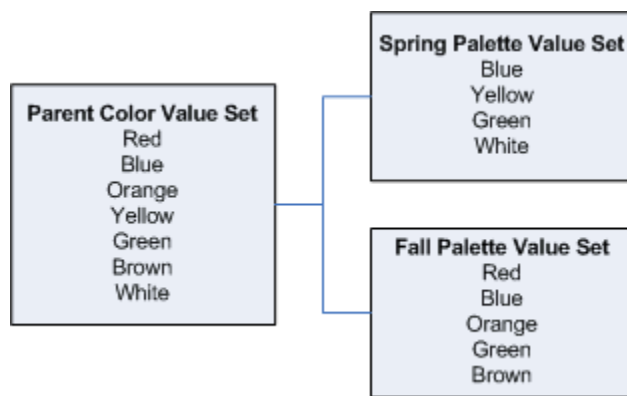 Parent Color Value Set
Red
Blue
Orange
Yellow
Green
Brown
White
Spring Palette Value Set
Blue
Yellow
Green
White
Fall Palette Value Set
Red
Blue
Orange
Green
Brown